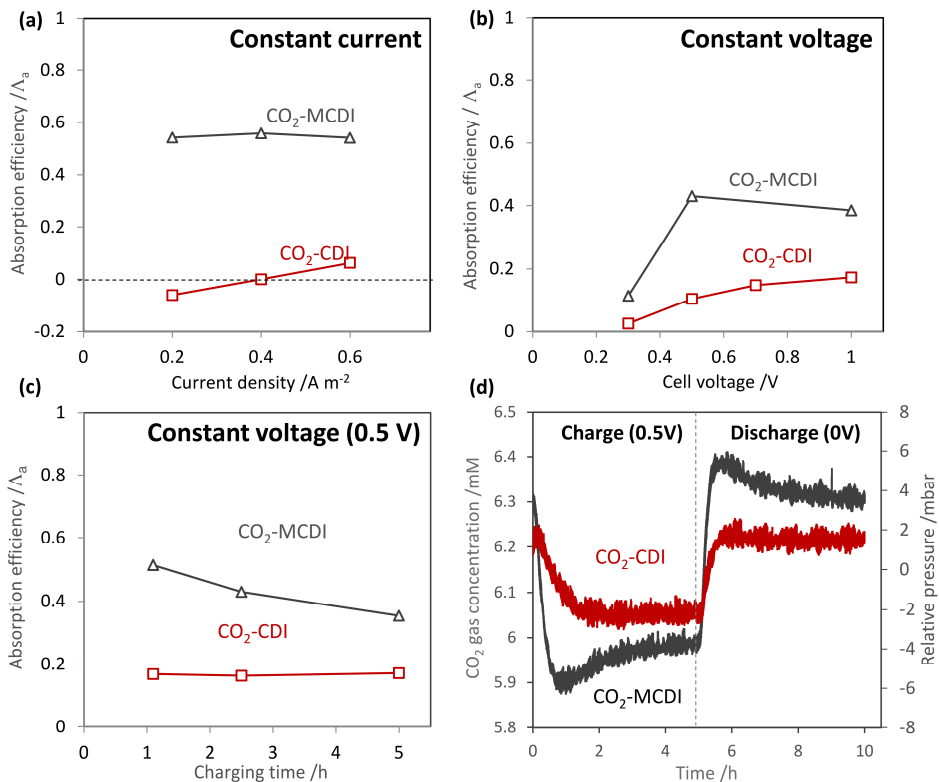 (a)
Constant current
Absorption efficiency /Λa
1
0.8
0.6
0.4
0.2
0
-0.2
CO2-MCDI
CO2-CDI
0
0.2
0.4
0.6
Current density /A m-2
(b)
Constant voltage
Absorption efficiency / Λa
1
0.8
0.6
0.4
0.2
0
CO2-MCDI
CO2-CDI
0
0.2
0.4
0.6
0.8
1
Cell voltage /V
(c)
Constant voltage (0.5 V)
Absorption efficiency /Λa
1
0.8
0.6
0.4
0.2
0
CO2-MCDI
CO2-CDI
0
1
2
3
4
5
Charging time /h
(d)
Charge (0.5V)
Discharge (0V)
CO2 gas concentration /mM
6.5
6.4
6.3
6.2
6.1
6
5.9
5.8
CO2-CDI
CO2-MCDI
8
6
4
2
0
-2
-4
-6
-8
Relative pressure /mbar
0
2
4
6
8
10
Time /h